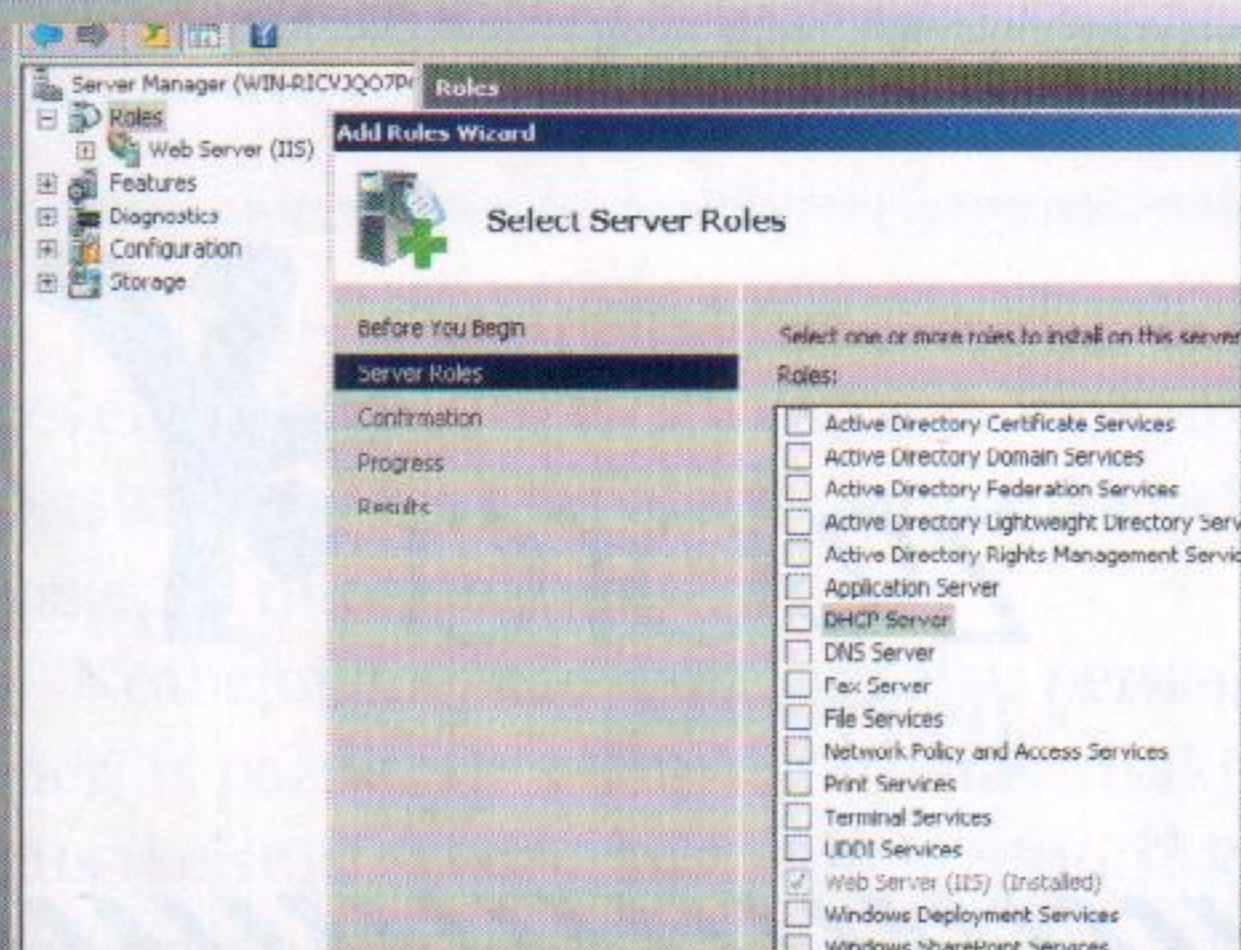 Server Manager (WIN-RICYJQO7P
Roles
Web Server (IIS)
Features
Diagnostics
Configuration
Storage
Roles
Add Roles Wizard
Select Server Roles
Before You Begin
Server Roles
Confirmation
Progress
Results
Select one or more roles to install on this server
Roles:
Active Directory Certificate Services
Active Directory Domain Services
Active Directory Federation Services
Active Directory Lightweight Directory Serv
Active Directory Rights Management Servic
Application Server
DHCP Server
DNS Server
Fax Server
File Services
Network Policy and Access Services
Print Services
Terminal Services
UDDI Services
Web Server (IIS) (Installed)
Windows Deployment Services
Windows SharePoint Services